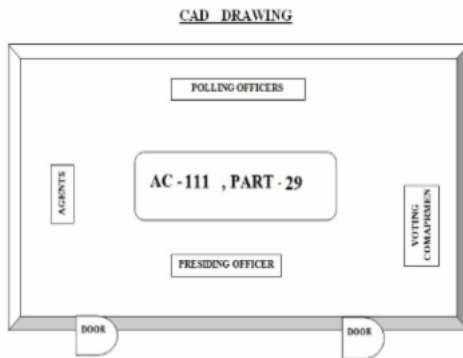 CAD DRAWING
POLLING OFFICERS
AC -111 , PART - 29
AGENTS
VOTING
COMAPRMEN
PRESIDING OFFICER
DOOR
DOOR